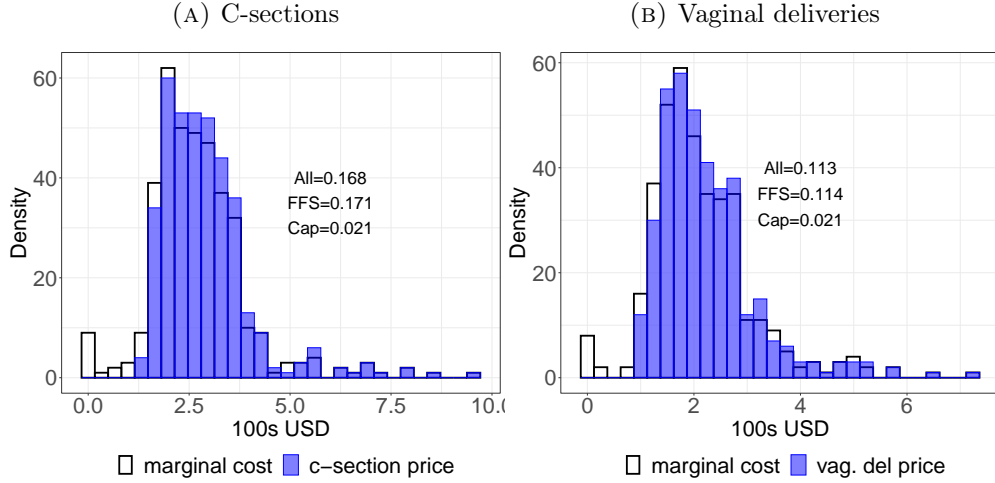 (A) C-sections
60
40
20
0
Density
All=0.168
FFS=0.171
Cap=0.021
0.0 2.5 5.0 7.5 10.0
100s USD
marginal cost c-section price
(B) Vaginal deliveries
60
40
20
0
Density
All=0.113
FFS=0.114
Cap=0.021
0 2 4 6
100s USD
marginal cost vag. del price